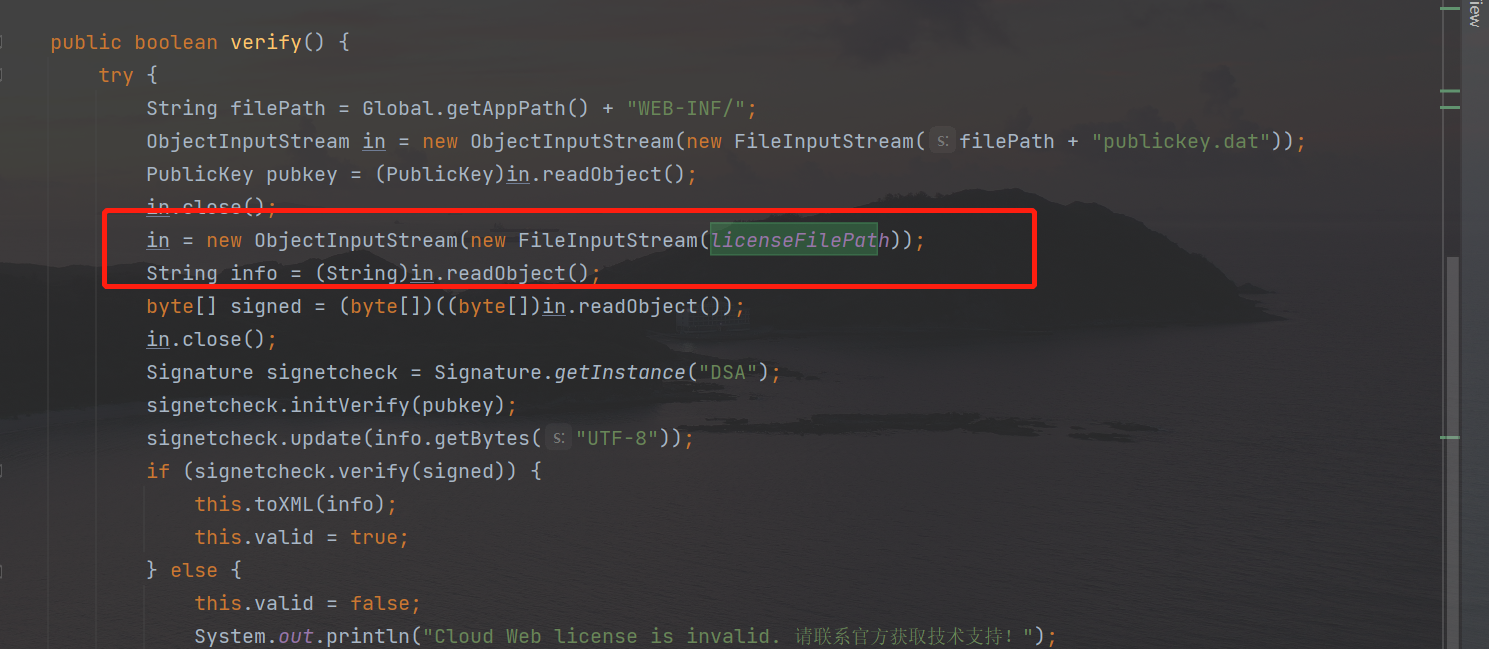 iew
public boolean verify() {
try {
String filePath = Global.getAppPath() + "WEB-INF/";
ObjectInputStream in = new ObjectInputStream(new FileInputStream( s: filePath + "publickey.dat"));
PublicKey pubkey = (PublicKey)in.readObject();
in.close();
in = new ObjectInputStream(new FileInputStream(licenseFilePath));
String info = (String)in.readObject();
byte[] signed = (byte[])((byte[])in.readObject());
in.close();
Signature signetcheck = Signature.getInstance("DSA");
signetcheck.initVerify(pubkey);
signetcheck.update(info.getBytes( s: "UTF-8"));
if (signetcheck.verify(signed)) {
this.toXML(info);
this.valid = true;
} else {
this.valid = false;
System.out.println("Cloud Web license is invalid. 请联系官方获取技术支持! ");